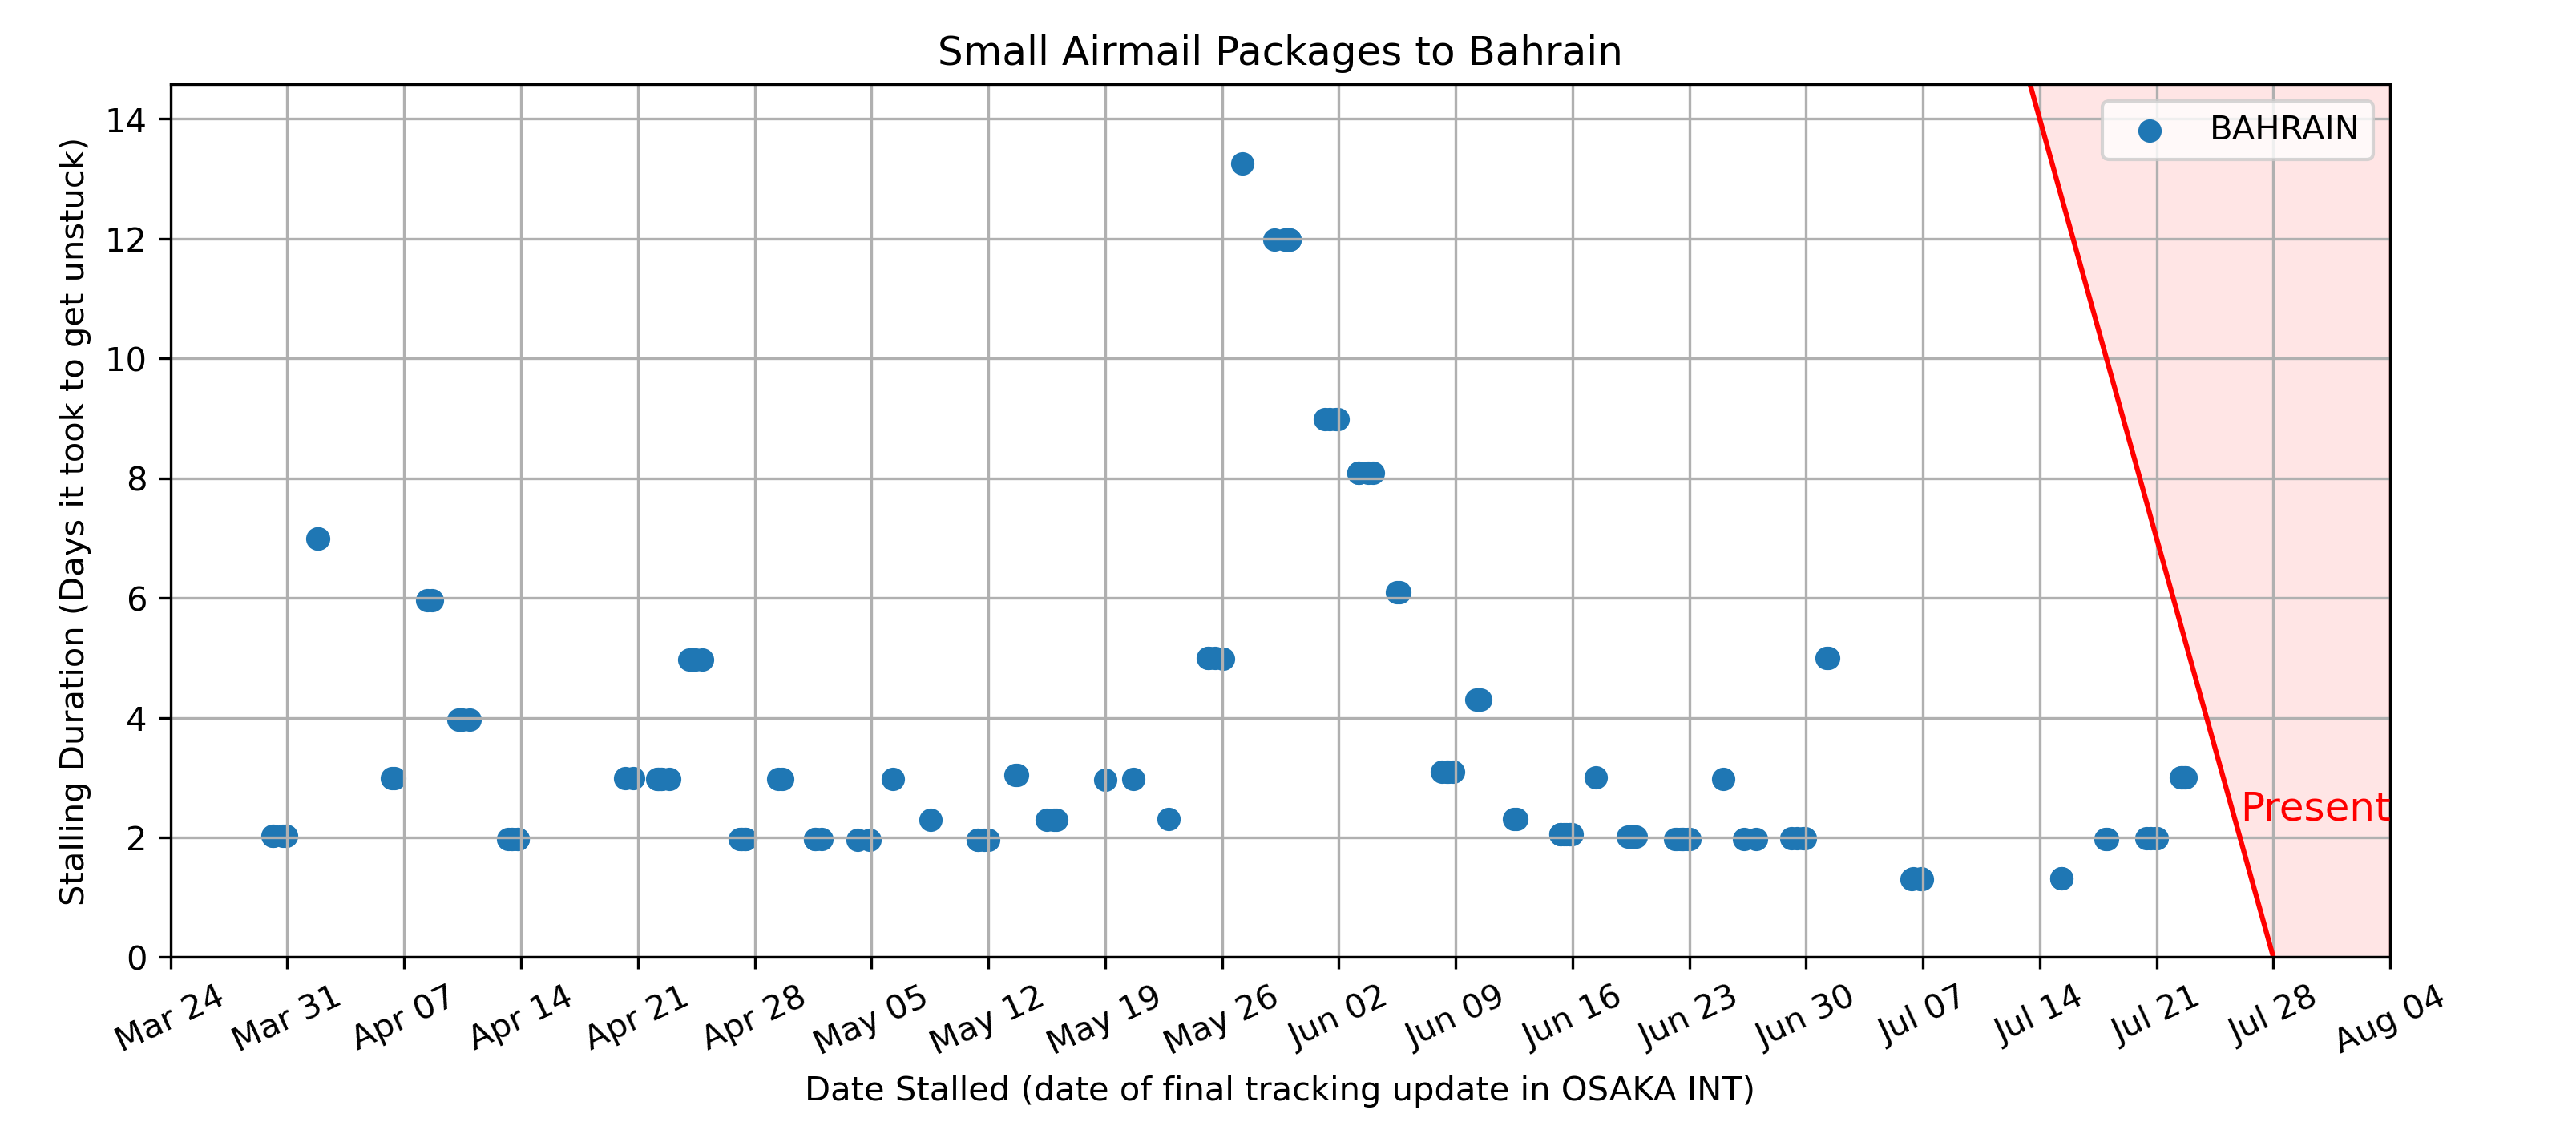 Small Airmail Packages to Bahrain
Stalling Duration (Days it took to get unstuck)
14
12
10
8
6
4
2
0
BAHRAIN
Present
Mar 24
Mar 31
Apr 07
Apr 14
Apr 21
Apr 28
May 05
May 12
May 19
May 26
Jun 02
Jun 09
Jun 16
Jun 23
Jun 30
Jul 07
Jul 14
Jul 21
Jul 28
Aug 04
Date Stalled (date of final tracking update in OSAKA INT)